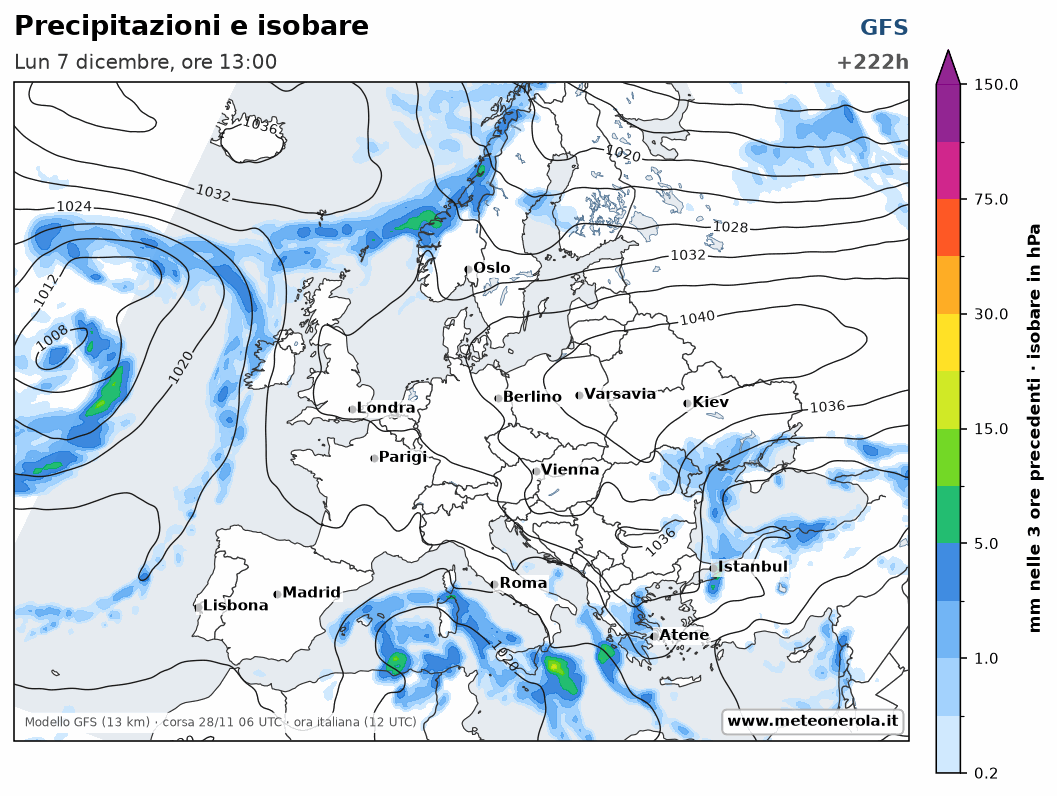 Precipitazioni e isobare
GFS
Lun 7 dicembre, ore 13:00
+222h
150.0
75.0
30.0
15.0
5.0
1.0
0.2
mm nelle 3 ore precedenti · isobare in hPa
1036
1020
1032
1024
1028
1032
Oslo
1012
1040
1008
1020
Berlino
Varsavia
Kiev
Londra
1036
Parigi
Vienna
1036
Istanbul
Roma
Madrid
Lisbona
Atene
1020
Modello GFS (13 km) · corsa 28/11 06 UTC · ora italiana (12 UTC)
www.meteonerola.it